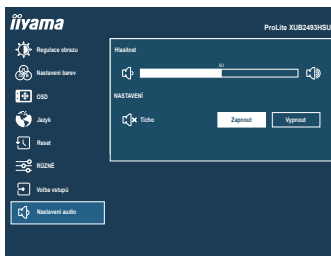 iiyama
ProLite XUB2493HSU
Regulace obrazu
Nastavení barev
OSD
Jazyk
Reset
RŮZNÉ
Volba vstupů
Nastavení audio
Hlasitost
50
NASTAVENÍ
Ticho
Zapnout
Vypnout